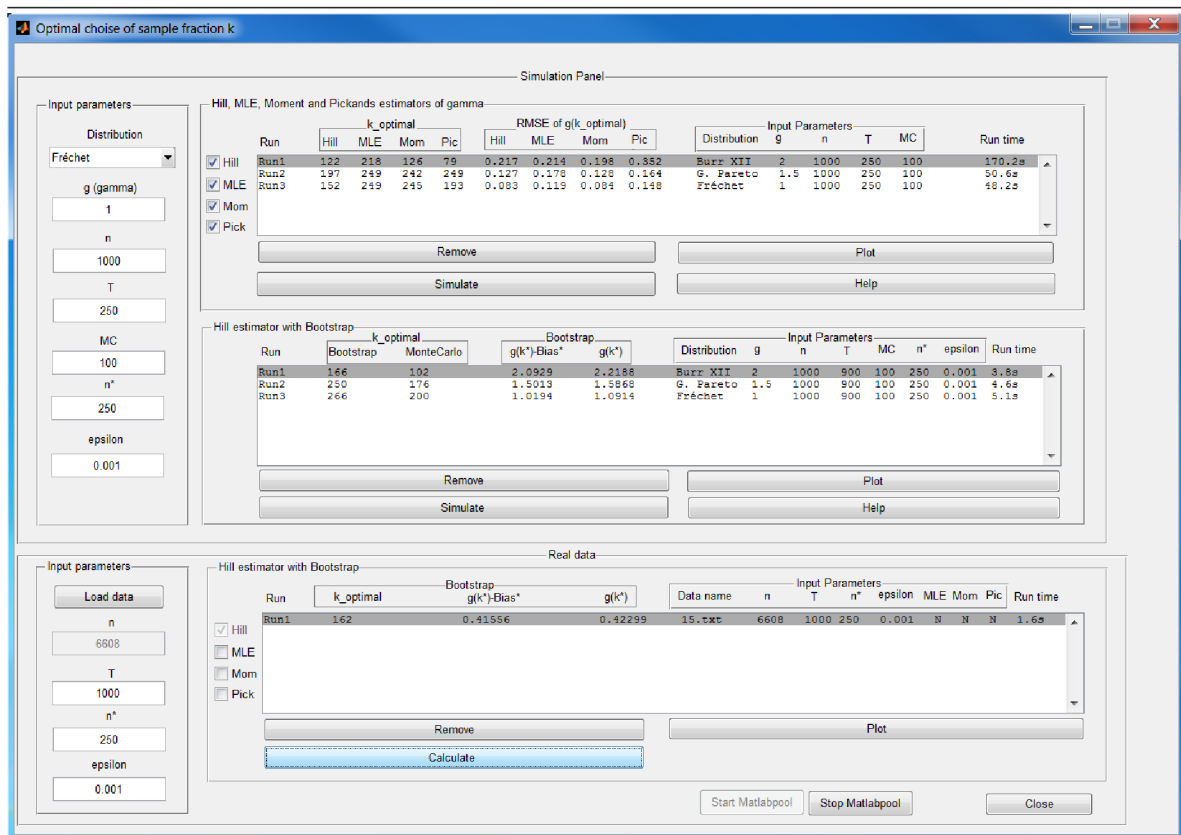 Optimal choise of sample fraction k
Simulation Panel
Input parameters
Distribution
Fréchet
g (gamma)
1
n
1000
T
250
MC
100
n*
250
epsilon
0.001
Hill, MLE, Moment and Pickands estimators of gamma
k_optimal RMSE of g(k_optimal) Input Parameters
Run Hill MLE Mom Pic Hill MLE Mom Pic Distribution g n T MC Run time
Run1 122 218 126 79 0.217 0.214 0.198 0.352 Burr XII 2 1000 250 100 170.2s
Run2 197 249 242 249 0.127 0.178 0.128 0.164 G. Pareto 1.5 1000 250 100 50.6s
Run3 152 249 245 193 0.083 0.119 0.084 0.148 Fréchet 1 1000 250 100 48.2s
Hill
MLE
Mom
Pick
Remove Plot
Simulate Help
Hill estimator with Bootstrap
k_optimal Bootstrap Input Parameters
Run Bootstrap MonteCarlo g(k*)-Bias* g(k*) Distribution g n T MC n* epsilon Run time
Run1 166 102 2.0929 2.2188 Burr XII 2 1000 900 100 250 0.001 3.8s
Run2 250 176 1.5013 1.5868 G. Pareto 1.5 1000 900 100 250 0.001 4.6s
Run3 266 200 1.0194 1.0914 Fréchet 1 1000 900 100 250 0.001 5.1s
Remove Plot
Simulate Help
Real data
Input parameters
Load data
n
6608
T
1000
n*
250
epsilon
0.001
Hill estimator with Bootstrap
Bootstrap Input Parameters
Run k_optimal g(k*)-Bias* g(k*) Data name n T n* epsilon MLE Mom Pic Run time
Run1 162 0.41556 0.42299 15.txt 6608 1000 250 0.001 N N N 1.6s
Hill
MLE
Mom
Pick
Remove Plot
Calculate
Start Matlabpool Stop Matlabpool Close